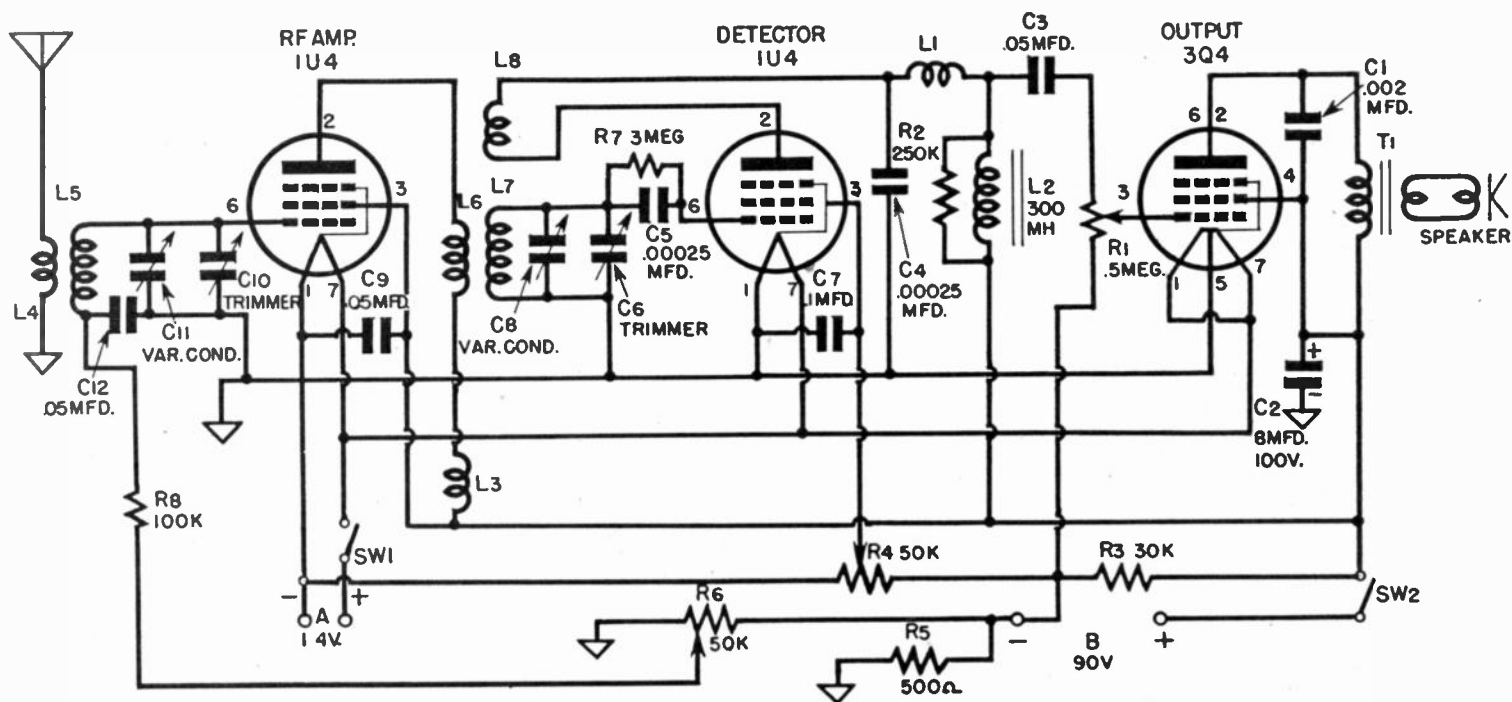 RF AMP.
1U4
DETECTOR
1U4
OUTPUT
3Q4
L8
L1
C3
.05MFD.
C1
.002
MFD.
2
2
6 2
R7 3 MEG
R2
250K
T1
3
6
L5
L6
L7
6
3
4
3
L2
300
MH
C5
.00025
MFD.
R1
.5MEG.
SPEAKER
L4
C10
TRIMMER
C9
.05MFD
1
7
C7
.1MFD
1
7
C4
.00025
MFD.
1
5
7
C11
VAR. COND.
C8
VAR. COND.
C6
TRIMMER
C12
.05MFD.
+
-
C2
8MFD.
100V.
L3
R8
100K
SW1
R4 50K
R3 30K
- A +
1 4V.
R6
50K
SW2
R5
500Ω
- B +
90V